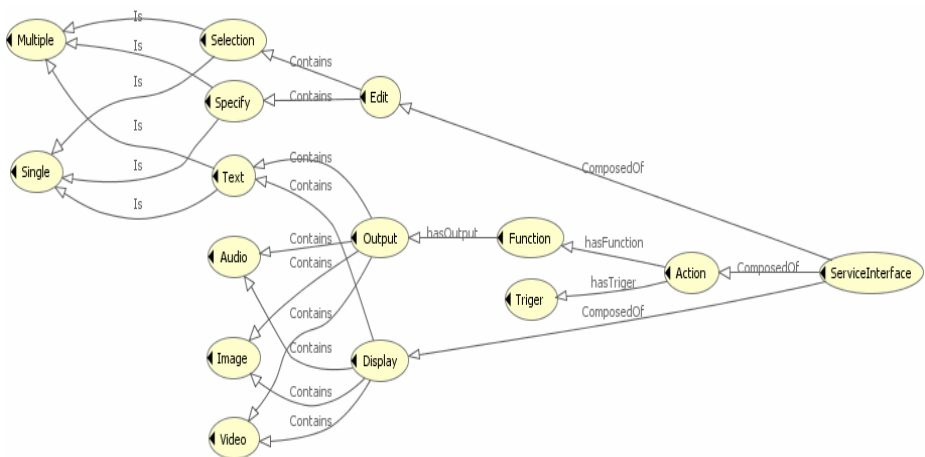 Is
Multiple
Selection
Is
Contains
Is
Specify
Contains
Edit
Is
Contains
ComposedOf
Single
Is
Text
Contains
Is
Contains
Output
hasOutput
Function
hasFunction
Audio
Contains
Action
ComposedOf
ServiceInterface
hasTriger
Triger
Contains
ComposedOf
Image
Contains
Display
Contains
Contains
Video